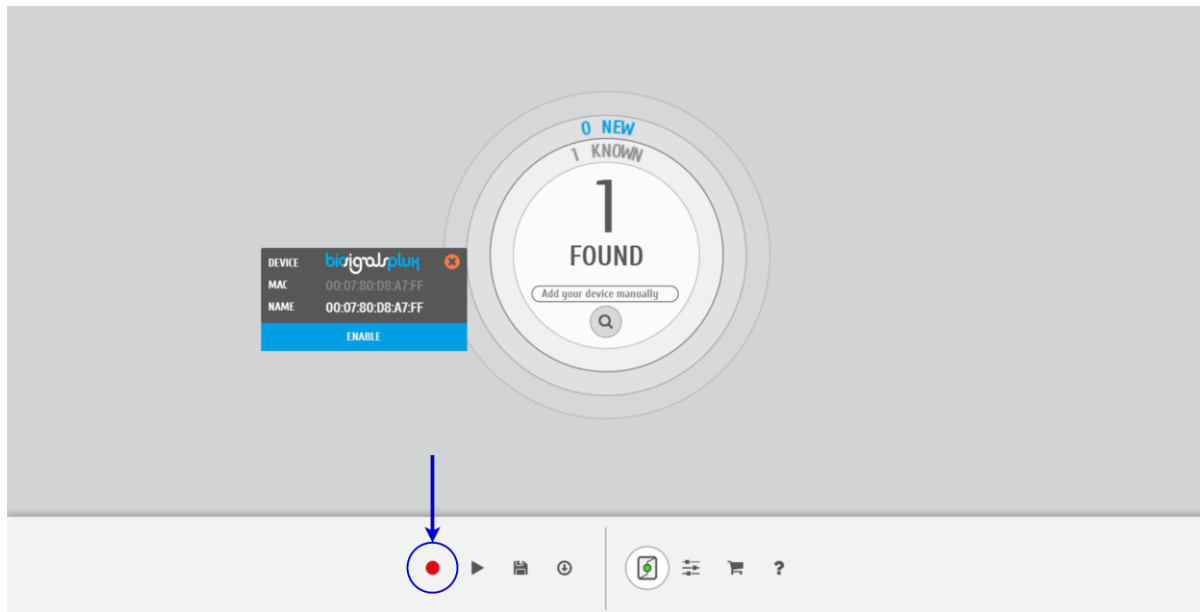 0 NEW
1 KNOWN
1
FOUND
Add your device manually
DEVICE biosignalsplux
MAC 00:07:80:D8:A7:FF
NAME 00:07:80:D8:A7:FF
ENABLE
?